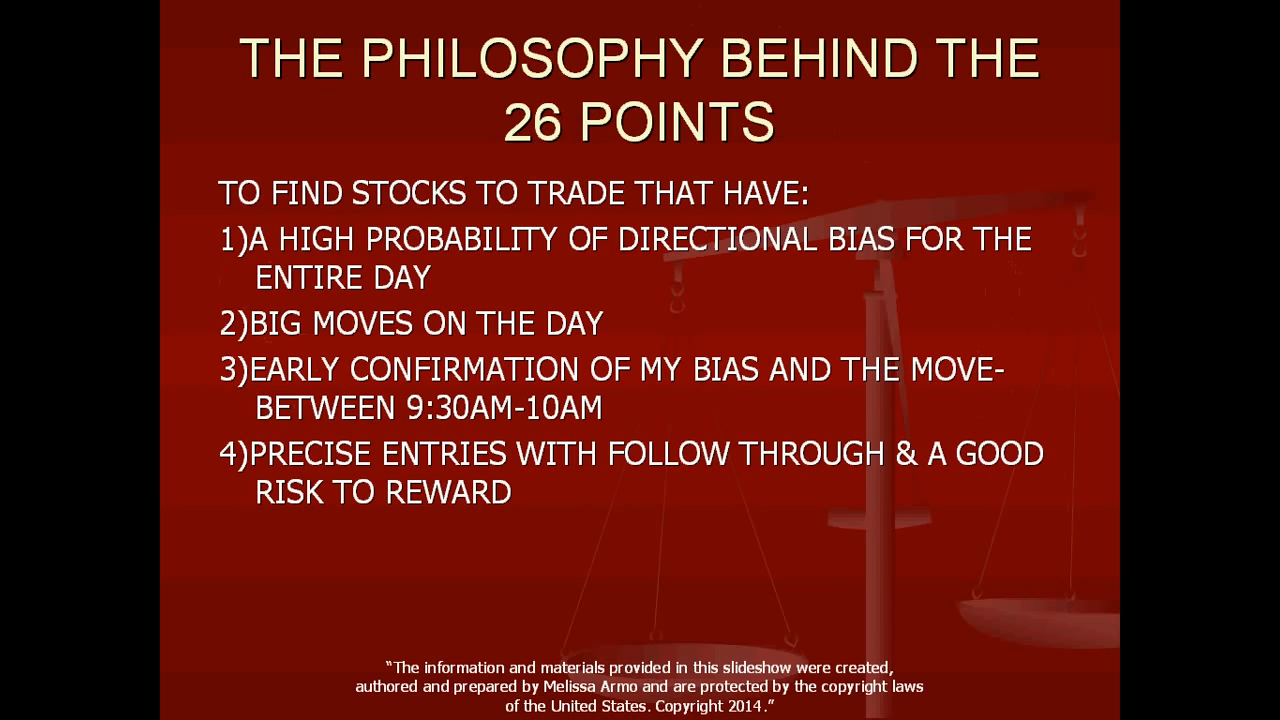 THE PHILOSOPHY BEHIND THE
26 POINTS
TO FIND STOCKS TO TRADE THAT HAVE:
1)A HIGH PROBABILITY OF DIRECTIONAL BIAS FOR THE
ENTIRE DAY
2)BIG MOVES ON THE DAY
3)EARLY CONFIRMATION OF MY BIAS AND THE MOVE-
BETWEEN 9:30AM-10AM
4)PRECISE ENTRIES WITH FOLLOW THROUGH & A GOOD
RISK TO REWARD
“The information and materials provided in this slideshow were created,
authored and prepared by Melissa Armo and are protected by the copyright laws
of the United States. Copyright 2014.”